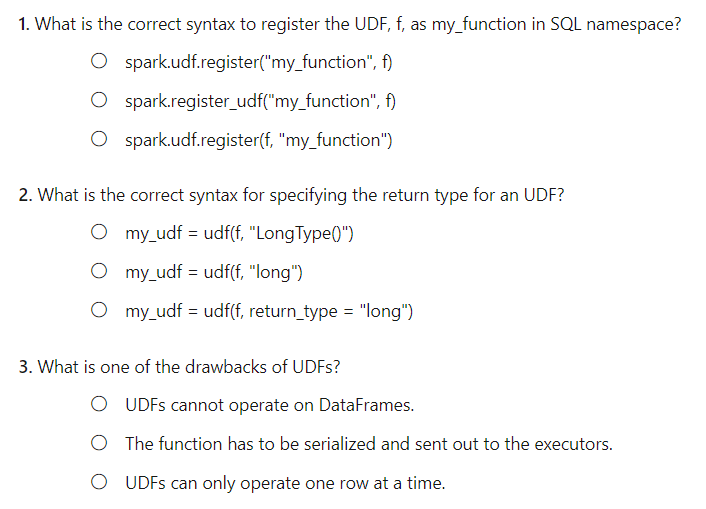 1. What is the correct syntax to register the UDF, f, as my_function in SQL namespace?
spark.udf.register("my_function", f)
spark.register_udf("my_function", f)
spark.udf.register(f, "my_function")
2. What is the correct syntax for specifying the return type for an UDF?
my_udf = udf(f, "LongType()")
my_udf = udf(f, "long")
my_udf = udf(f, return_type = "long")
3. What is one of the drawbacks of UDFs?
UDFs cannot operate on DataFrames.
The function has to be serialized and sent out to the executors.
UDFs can only operate one row at a time.